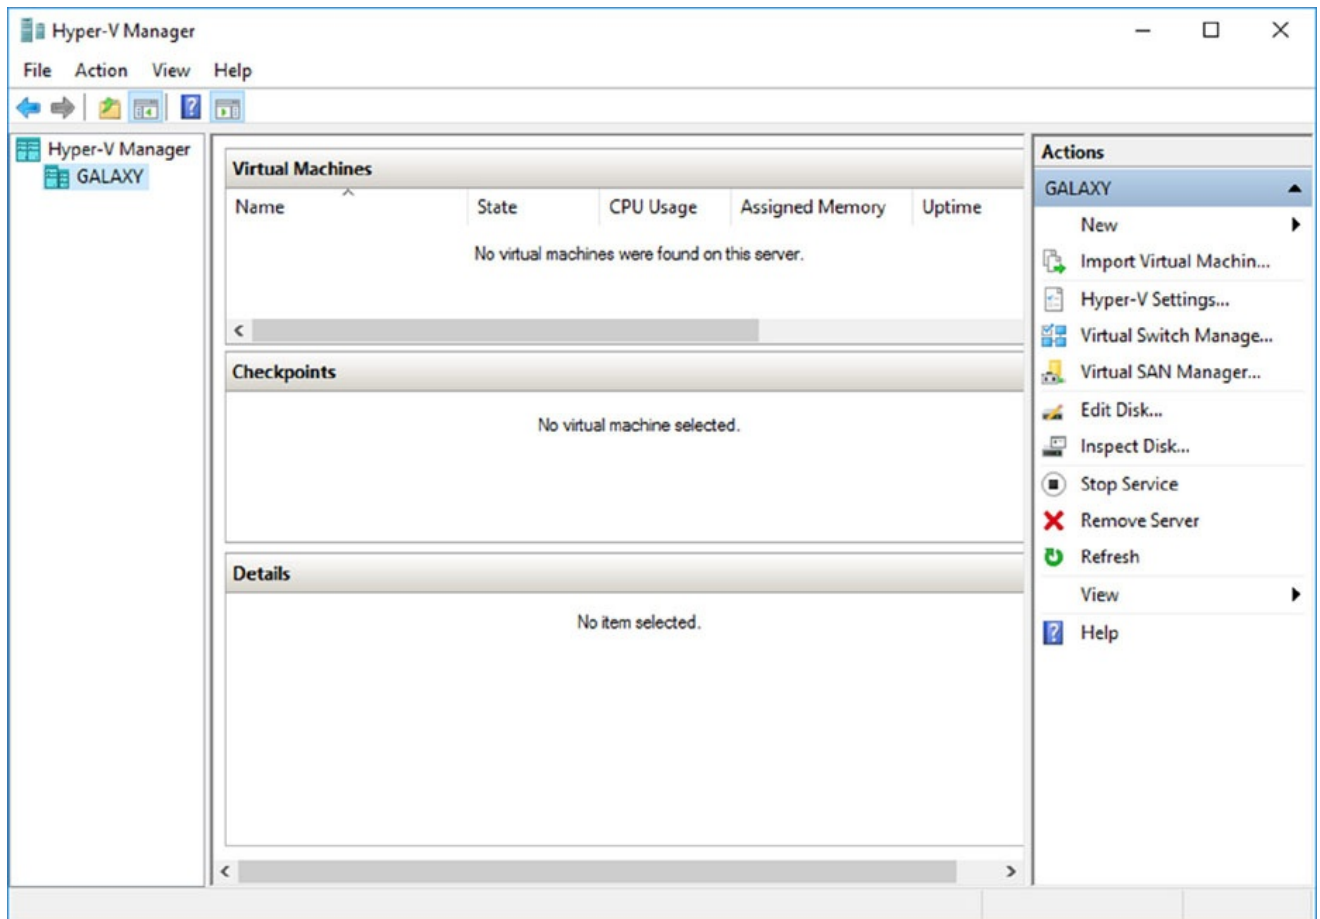 Hyper-V Manager
File Action View Help
Hyper-V Manager
GALAXY
Virtual Machines
Name State CPU Usage Assigned Memory Uptime
No virtual machines were found on this server.
Checkpoints
No virtual machine selected.
Details
No item selected.
Actions
GALAXY
New
Import Virtual Machin...
Hyper-V Settings...
Virtual Switch Manage...
Virtual SAN Manager...
Edit Disk...
Inspect Disk...
Stop Service
Remove Server
Refresh
View
Help